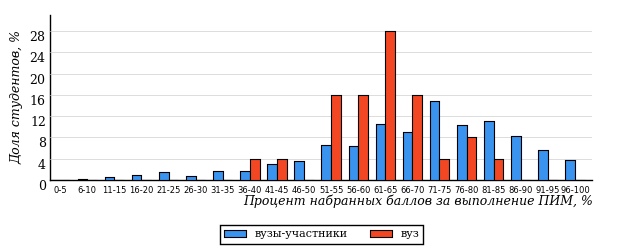 Доля студентов, %
28
24
20
16
12
8
4
0
0-5 6-10 11-15 16-20 21-25 26-30 31-35 36-40 41-45 46-50 51-55 56-60 61-65 66-70 71-75 76-80 81-85 86-90 91-95 96-100
Процент набранных баллов за выполнение ПИМ, %
вузы-участники вуз